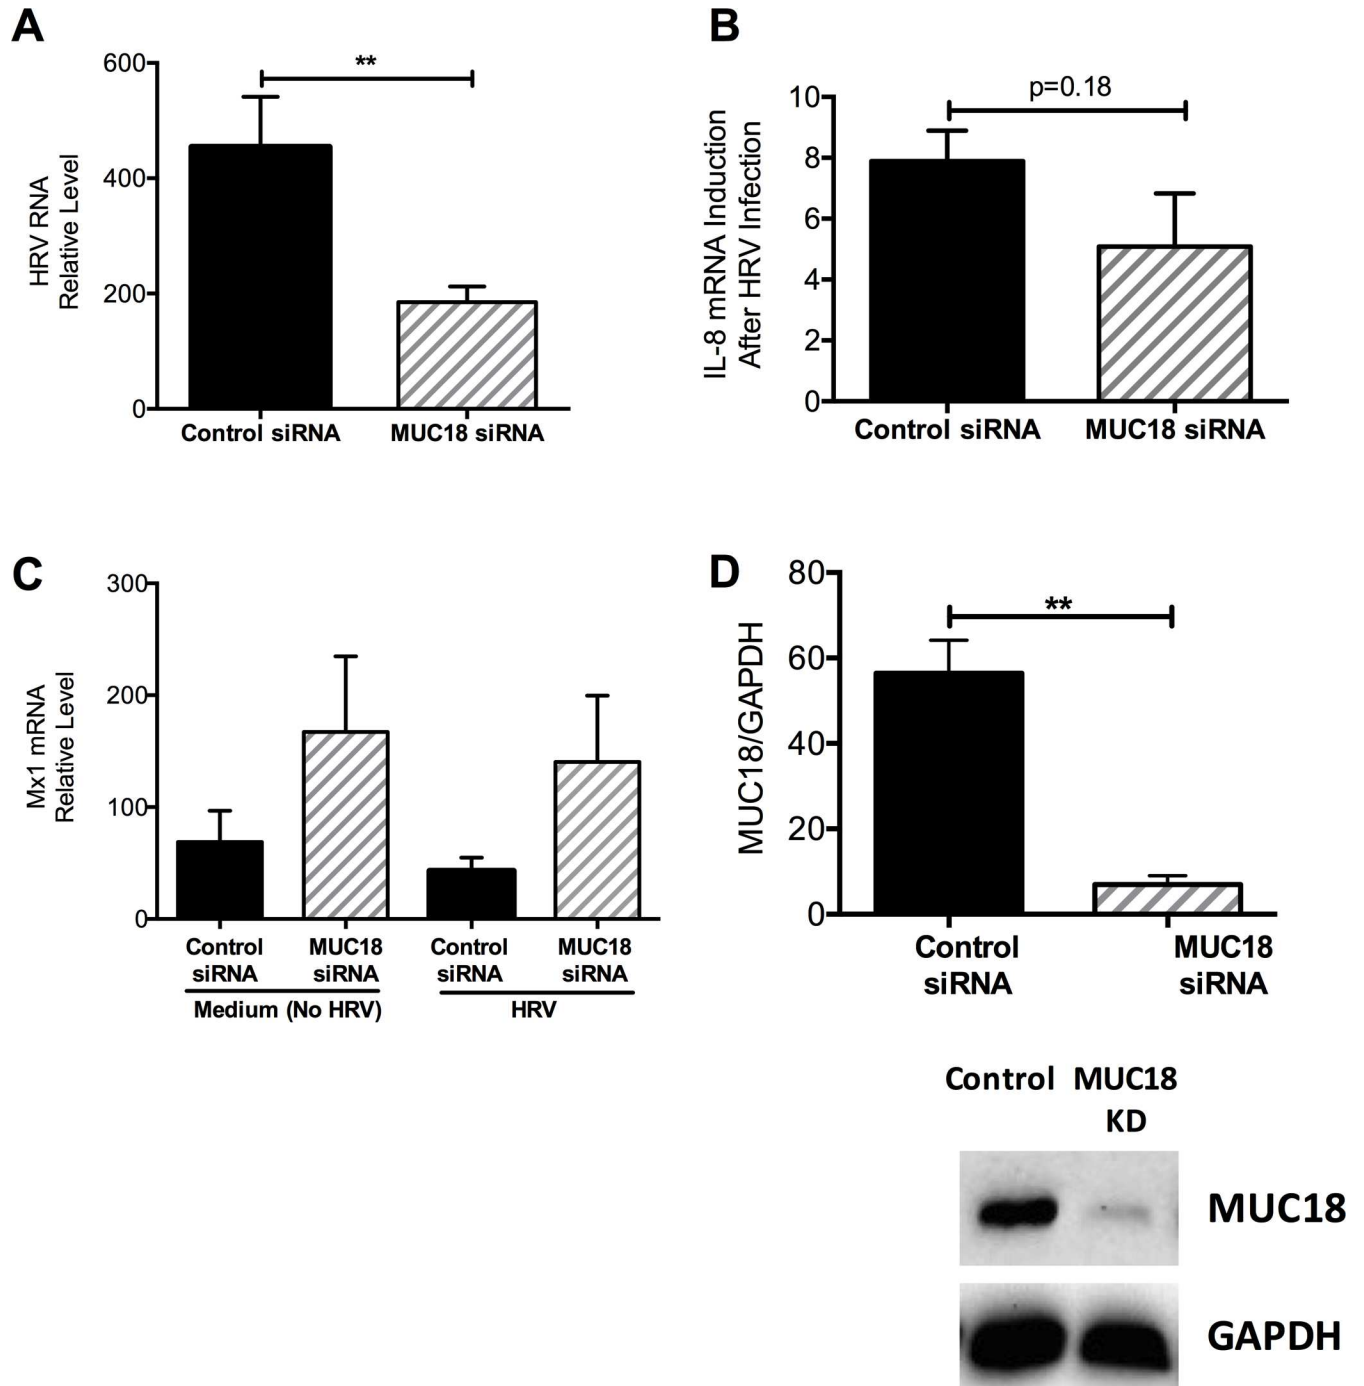 A
600
400
200
0
HRV RNA
Relative Level
**
Control siRNA
MUC18 siRNA
B
10
8
6
4
2
0
IL-8 mRNA Induction
After HRV Infection
p=0.18
Control siRNA
MUC18 siRNA
C
300
200
100
0
Mx1 mRNA
Relative Level
Control MUC18 Control MUC18
siRNA siRNA siRNA siRNA
Medium (No HRV) HRV
D
80
60
40
20
0
MUC18/GAPDH
**
Control MUC18
siRNA siRNA
Control MUC18
KD
MUC18
GAPDH